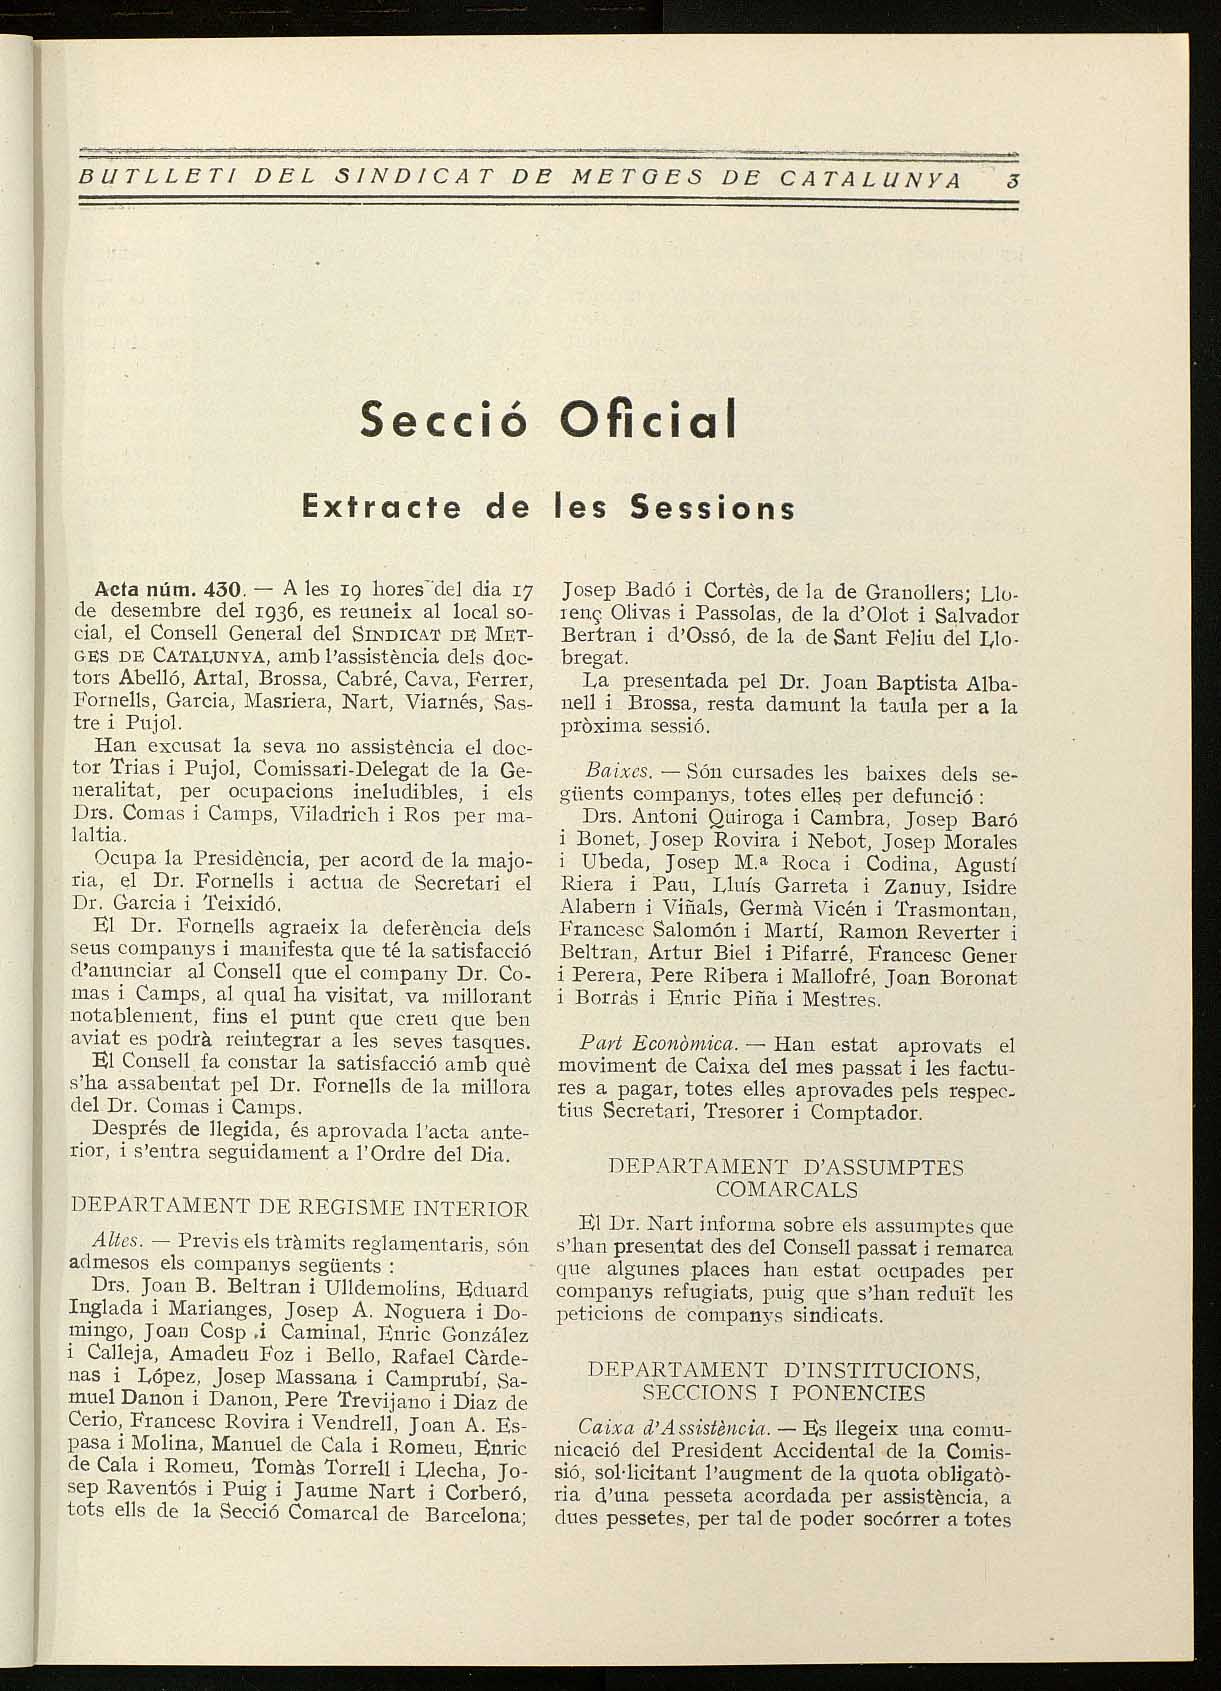 BUTLLETI DEL SINDICAT DE METGES DE CATALUNYA 3
Secció Oficial
Extracte de les Sessions
Acta núm. 430. — A les 19 hores del dia 17
de desembre del 1936, es reuneix al local so-
cial, el Consell General del SINDICAT DE MET-
GES DE CATALUNYA, amb l'assistència dels doc-
tors Abelló, Artal, Brossa, Cabré, Cava, Ferrer,
Fornells, Garcia, Masriera, Nart, Viarnés, Sas-
tre i Pujol.
Han excusat la seva no assistència el doc-
tor Trias i Pujol, Comissari-Delegat de la Ge-
neralitat, per ocupacions ineludibles, i els
Drs. Comas i Camps, Viladrich i Ros per ma-
laltia.
Ocupa la Presidència, per acord de la majo-
ria, el Dr. Fornells i actua de Secretari el
Dr. Garcia i Teixidó.
El Dr. Fornells agraeix la deferència dels
seus companys i manifesta que té la satisfacció
d'anunciar al Consell que el company Dr. Co-
mas i Camps, al qual ha visitat, va millorant
notablement, fins el punt que creu que ben
aviat es podrà reintegrar a les seves tasques.
El Consell fa constar la satisfacció amb què
s'ha assabentat pel Dr. Fornells de la millora
del Dr. Comas i Camps.
Després de llegida, és aprovada l'acta ante-
rior, i s'entra seguidament a l'Ordre del Dia.
DEPARTAMENT DE REGISME INTERIOR
Altes. — Previs els tràmits reglamentaris, són
admesos els companys següents :
Drs. Joan B. Beltran i Ulldemolins, Eduard
Inglada i Marianges, Josep A. Noguera i Do-
mingo, Joan Cosp i Caminal, Enric González
i Calleja, Amadeu Foz i Bello, Rafael Càrde-
nas i López, Josep Massana i Camprubí, Sa-
muel Danon i Danon, Pere Trevijano i Diaz de
Cerio, Francesc Rovira i Vendrell, Joan A. Es-
pasa i Molina, Manuel de Cala i Romeu, Enric
de Cala i Romeu, Tomàs Torrell i Llecha, Jo-
sep Raventós i Puig i Jaume Nart i Corberó,
tots ells de la Secció Comarcal de Barcelona;
Josep Badó i Cortès, de la de Granollers; Llo-
renç Olivas i Passolas, de la d'Olot i Salvador
Bertran i d'Ossó, de la de Sant Feliu del Llo-
bregat.
La presentada pel Dr. Joan Baptista Alba-
nell i Brossa, resta damunt la taula per a la
pròxima sessió.
Baixes. — Són cursades les baixes dels se-
güents companys, totes elles per defunció :
Drs. Antoni Quiroga i Cambra, Josep Baró
i Bonet, Josep Rovira i Nebot, Josep Morales
i Ubeda, Josep M.ª Roca i Codina, Agustí
Riera i Pau, Lluís Garreta i Zanuy, Isidre
Alabern i Viñals, Germà Vicén i Trasmontan,
Francesc Salomón i Martí, Ramon Reverter i
Beltran, Artur Biel i Pifarré, Francesc Gener
i Perera, Pere Ribera i Mallofré, Joan Boronat
i Borràs i Enric Piña i Mestres.
Part Econòmica. — Han estat aprovats el
moviment de Caixa del mes passat i les factu-
res a pagar, totes elles aprovades pels respec-
tius Secretari, Tresorer i Comptador.
DEPARTAMENT D'ASSUMPTES
COMARCALS
El Dr. Nart informa sobre els assumptes que
s'han presentat des del Consell passat i remarca
que algunes places han estat ocupades per
companys refugiats, puig que s'han reduït les
peticions de companys sindicats.
DEPARTAMENT D'INSTITUCIONS,
SECCIONS I PONENCIES
Caixa d'Assistència. — Es llegeix una comu-
nicació del President Accidental de la Comis-
sió, sol·licitant l'augment de la quota obligatò-
ria d'una pesseta acordada per assistència, a
dues pessetes, per tal de poder socórrer a totes